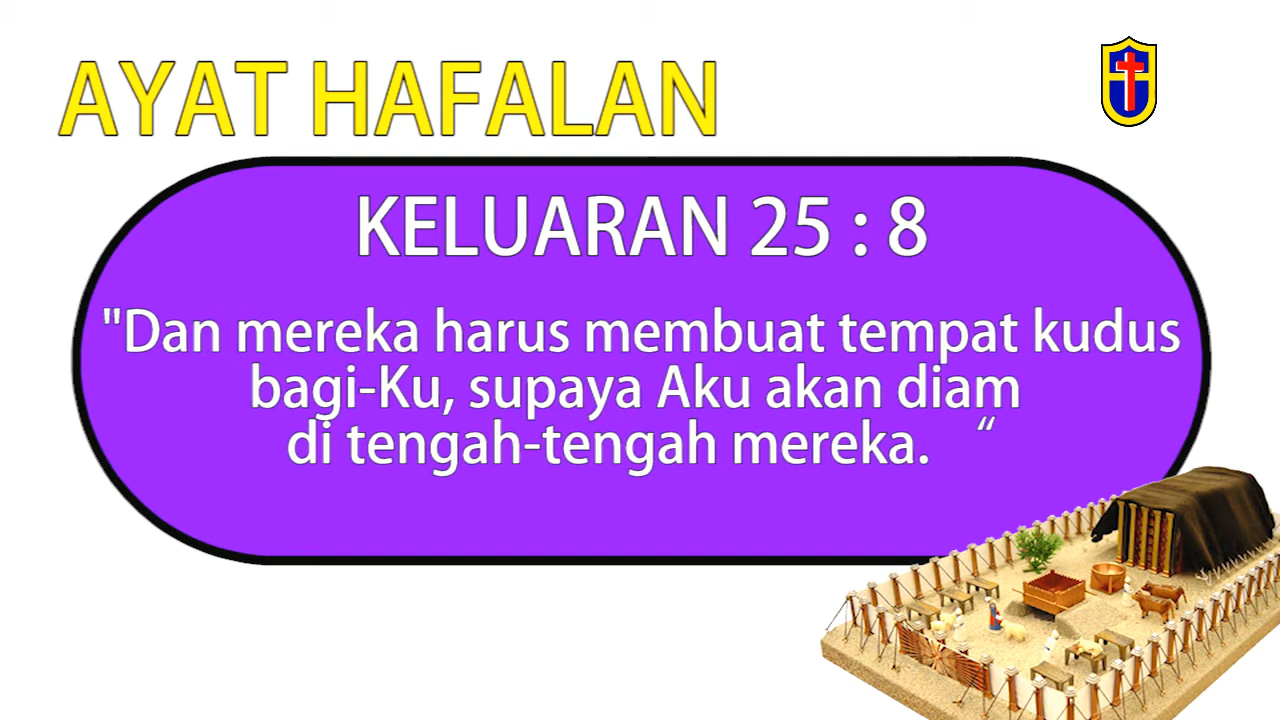 AYAT HAFALAN
KELUARAN 25 : 8
"Dan mereka harus membuat tempat kudus
bagi-Ku, supaya Aku akan diam
di tengah-tengah mereka. “